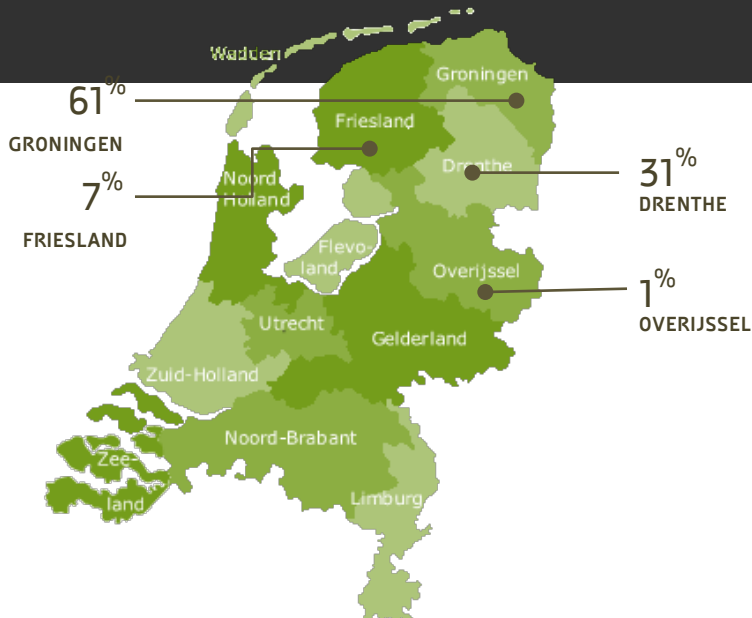 Wadden
Groningen
61%
GRONINGEN
Friesland
Drenthe
31%
DRENTHE
7%
FRIESLAND
Noord
Holland
Flevo-
land
Overijssel
1%
OVERIJSSEL
Utrecht
Gelderland
Zuid-Holland
Noord-Brabant
Zee-
land
Limburg